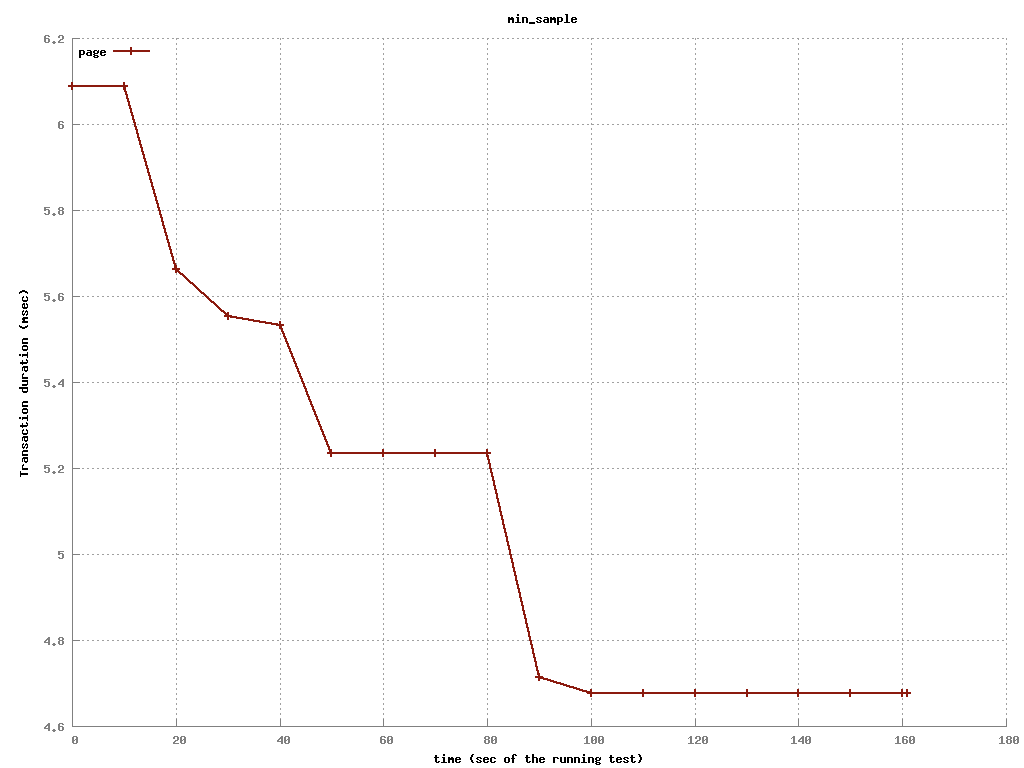 min_sample
6.2
page
6
5.8
5.6
5.4
5.2
5
4.8
4.6
Transaction duration (msec)
0 20 40 60 80 100 120 140 160 180
time (sec of the running test)